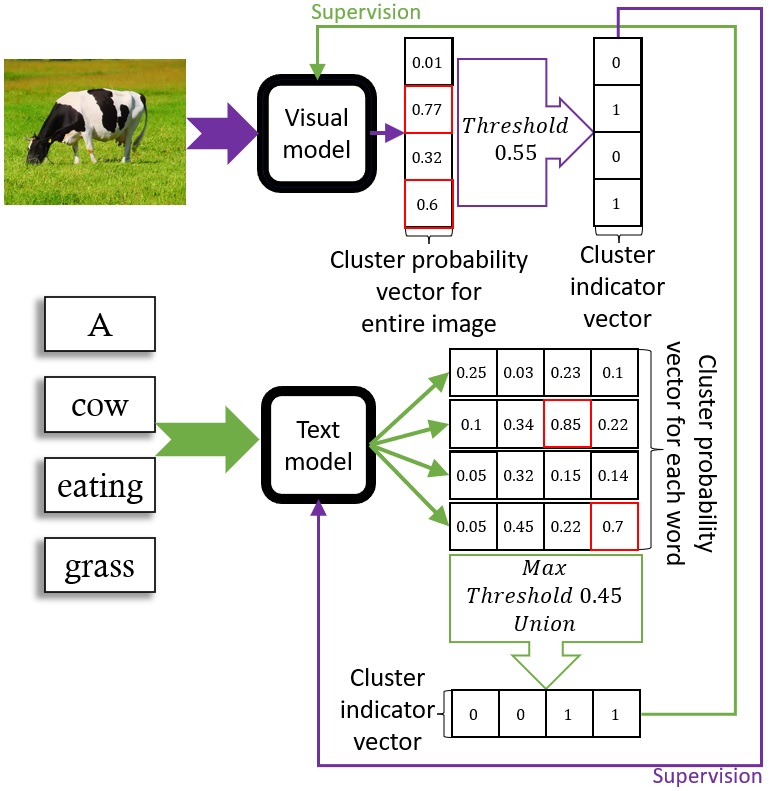 Supervision
Visual
model
0.01
0.77
0.32
0.6
Threshold
0.55
0
1
0
1
Cluster probability
vector for
entire image
Cluster
indicator
vector
A
cow
eating
grass
Text
model
0.25 0.03 0.23 0.1
0.1 0.34 0.85 0.22
0.05 0.32 0.15 0.14
0.05 0.45 0.22 0.7
Cluster probability
vector for each word
Max
Threshold 0.45
Union
Cluster
indicator
vector
0 0 1 1
Supervision